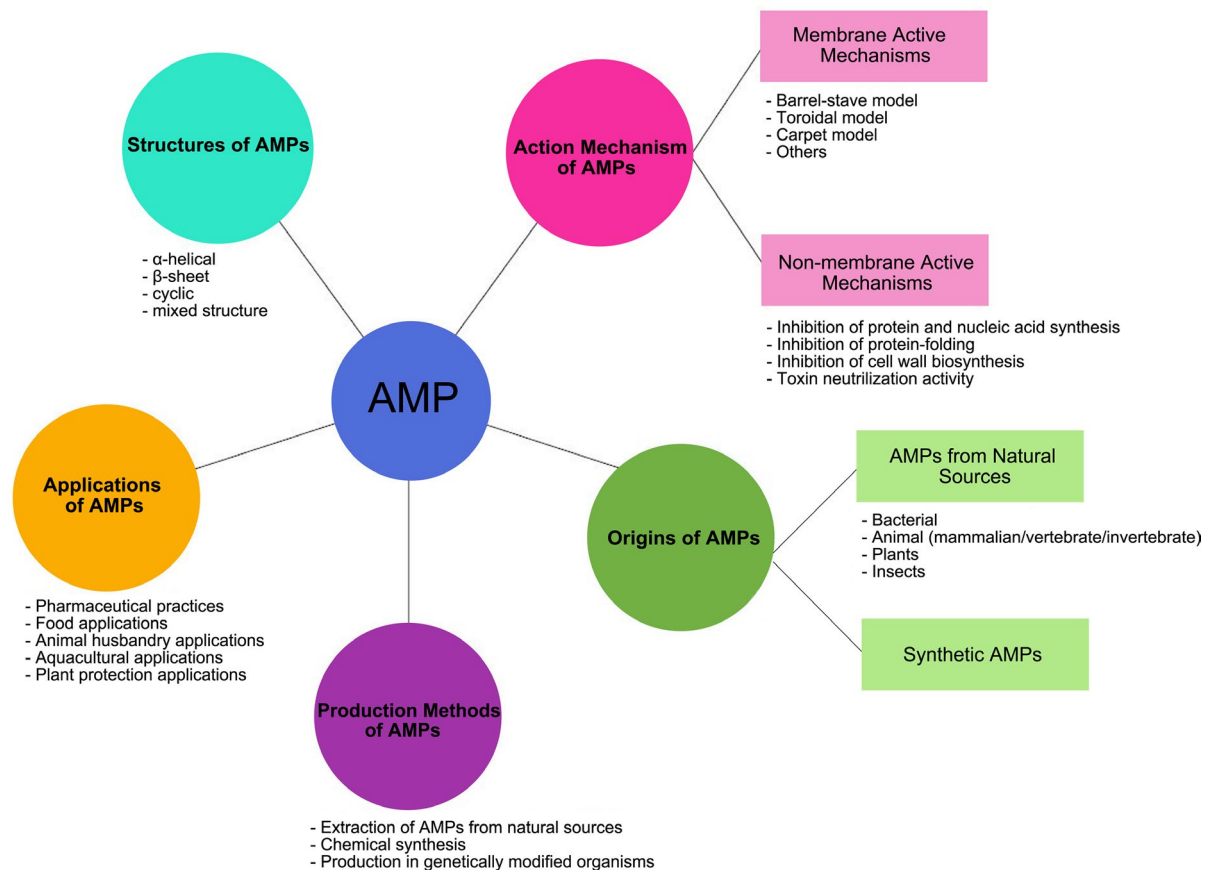 Structures of AMPs
- α-helical
- β-sheet
- cyclic
- mixed structure
Action Mechanism
of AMPs
Membrane Active
Mechanisms
- Barrel-stave model
- Toroidal model
- Carpet model
- Others
Non-membrane Active
Mechanisms
- Inhibition of protein and nucleic acid synthesis
- Inhibition of protein-folding
- Inhibition of cell wall biosynthesis
- Toxin neutrilization activity
AMP
Applications
of AMPs
- Pharmaceutical practices
- Food applications
- Animal husbandry applications
- Aquacultural applications
- Plant protection applications
Origins of AMPs
AMPs from Natural
Sources
- Bacterial
- Animal (mammalian/vertebrate/invertebrate)
- Plants
- Insects
Synthetic AMPs
Production Methods
of AMPs
- Extraction of AMPs from natural sources
- Chemical synthesis
- Production in genetically modified organisms